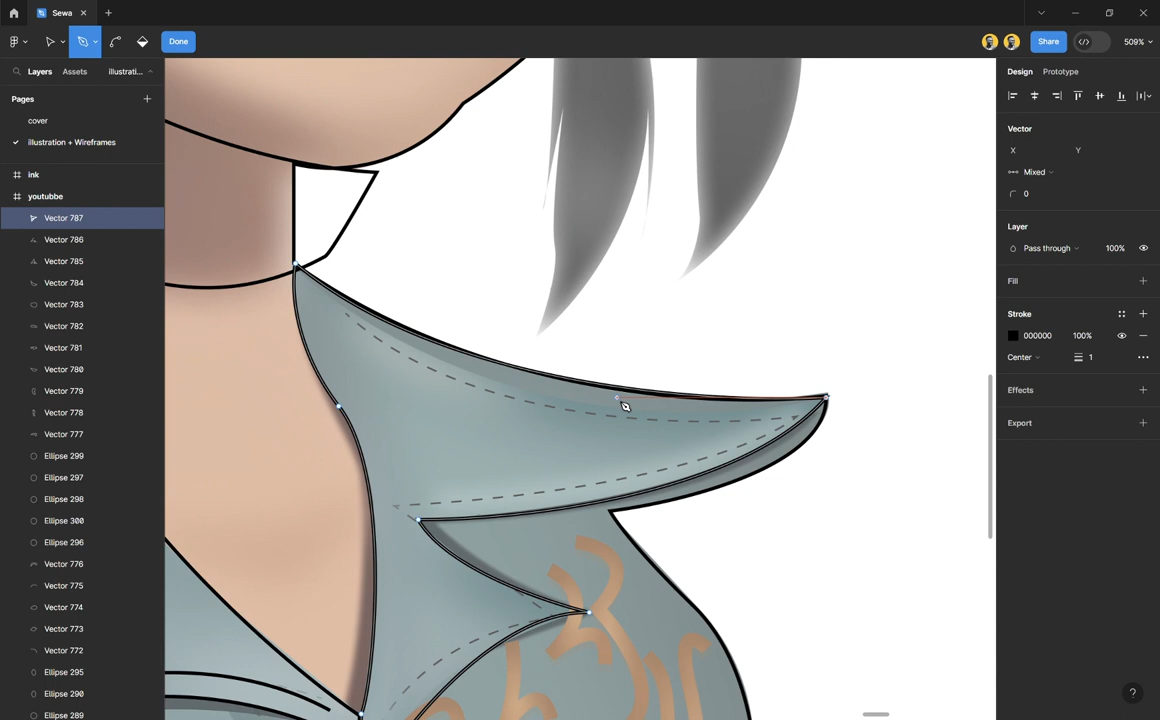 Sewa
Done
Share
509%
Layers
Assets
illustrati...
Design
Prototype
Pages
cover
illustration + Wireframes
ink
youtubbe
Vector 787
Vector 786
Vector 785
Vector 784
Vector 783
Vector 782
Vector 781
Vector 780
Vector 779
Vector 778
Vector 777
Ellipse 299
Ellipse 297
Ellipse 298
Ellipse 300
Ellipse 296
Vector 776
Vector 775
Vector 774
Vector 773
Vector 772
Ellipse 295
Ellipse 290
Ellipse 289
Vector
X
Y
Mixed
0
Layer
Pass through
100%
Fill
Stroke
000000
100%
Center
1
Effects
Export
?